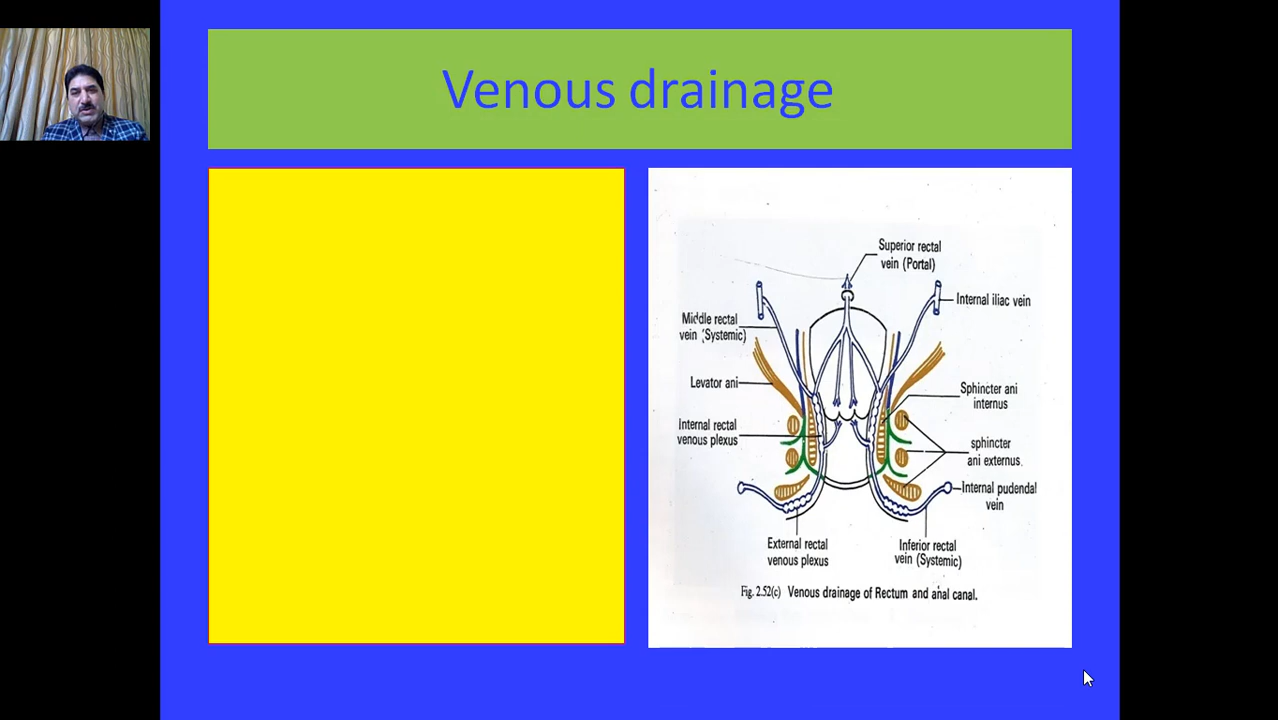 Venous drainage
Superior rectal
vein (Portal)
Internal iliac vein
Middle rectal
vein (Systemic)
Levator ani
Sphincter ani
internus
Internal rectal
venous plexus
sphincter
ani externus.
Internal pudendal
vein
External rectal
venous plexus
Inferior rectal
vein (Systemic)
Fig. 2.52(c) Venous drainage of Rectum and anal canal.